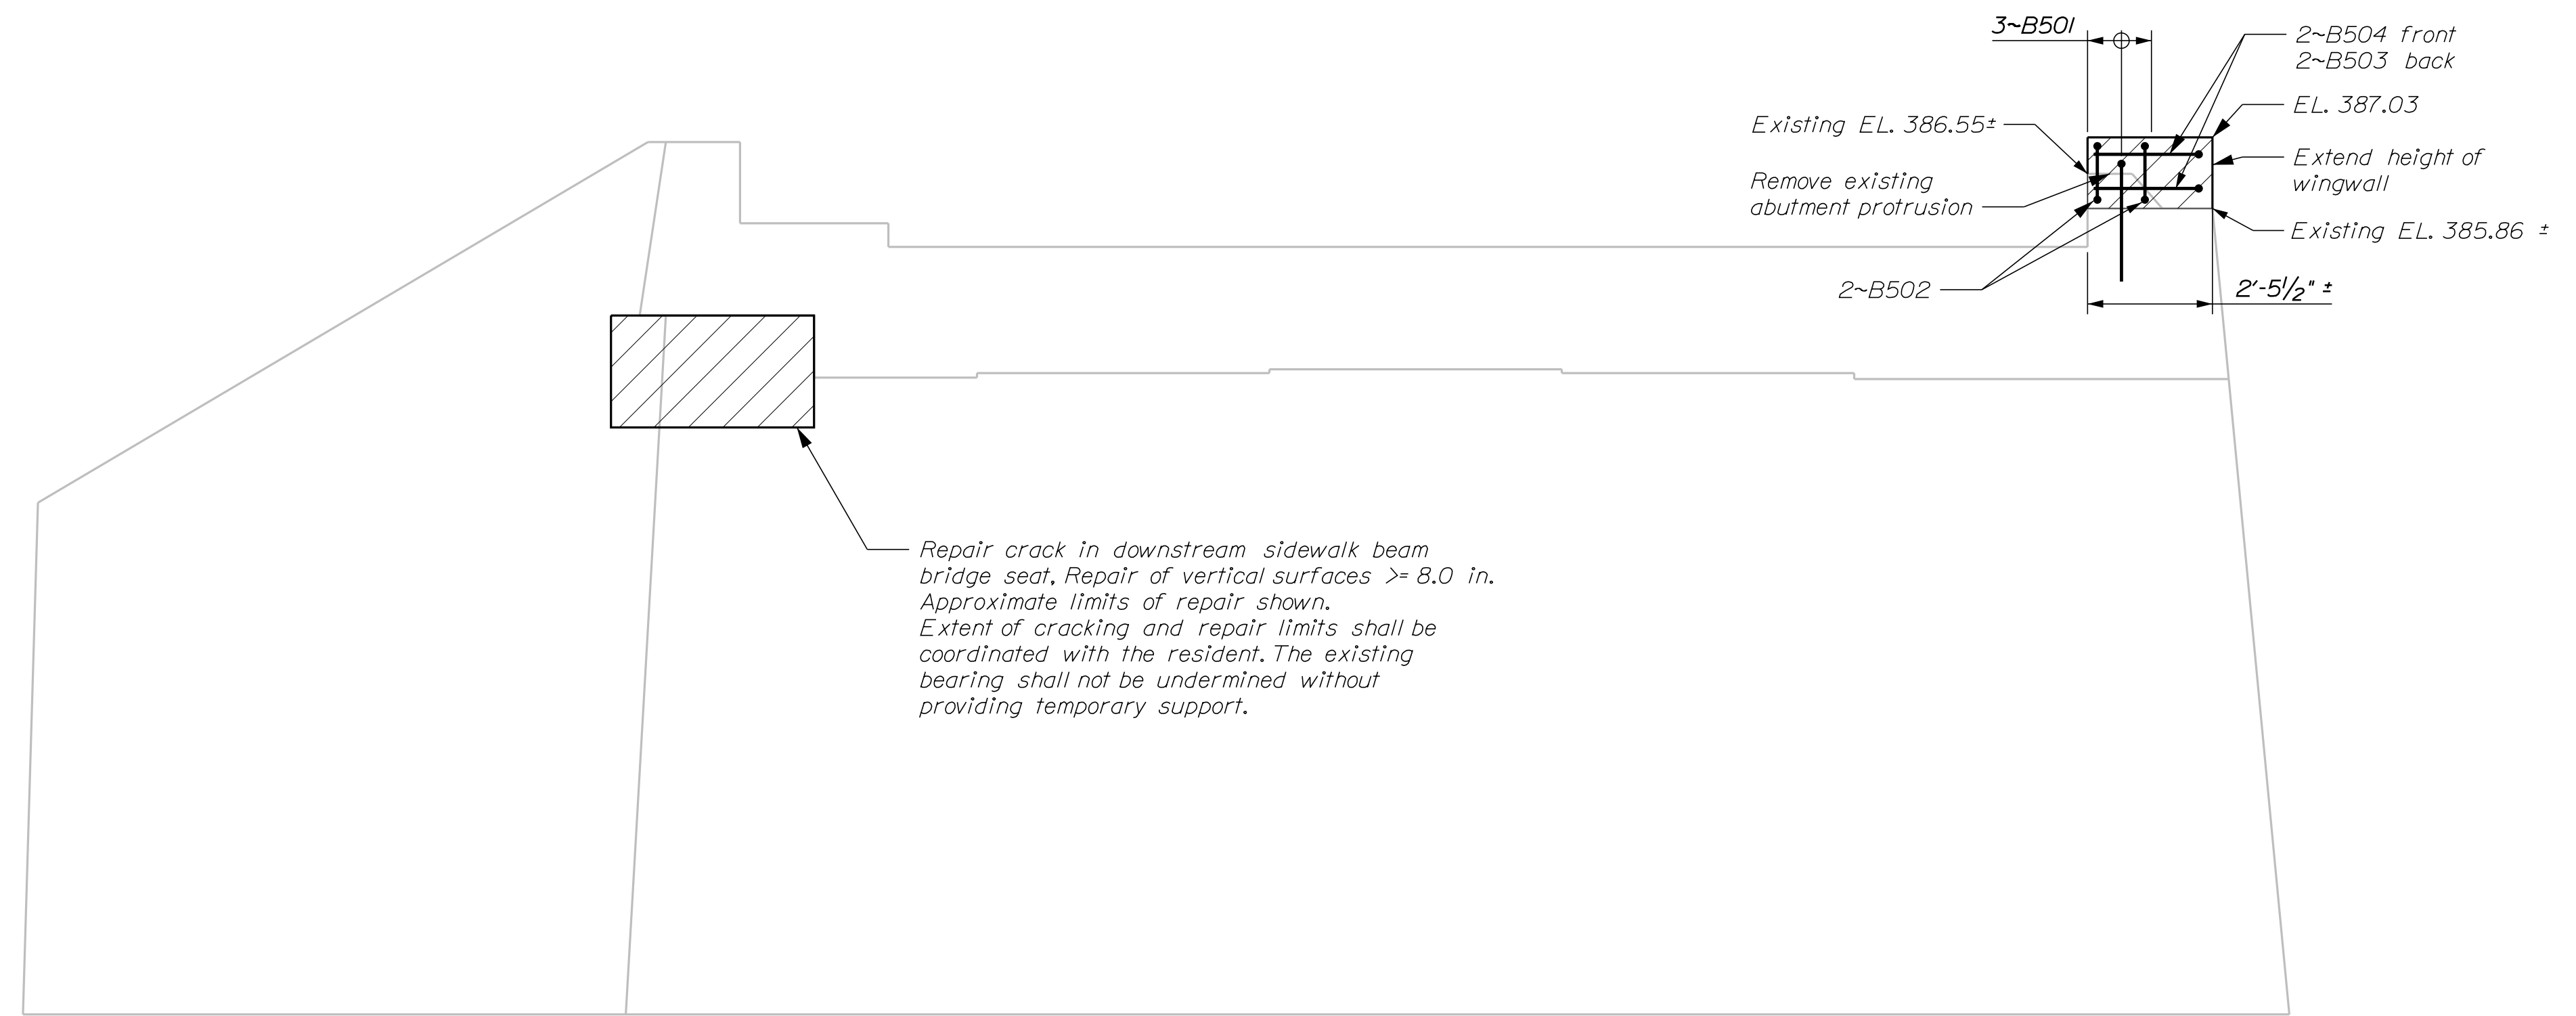 3~B501
2~B504 front
2~B503 back
EL. 387.03
Existing EL. 386.55±
Extend height of
wingwall
Remove existing
abutment protrusion
Existing EL. 385.86 ±
2~B502
2'-5 1/2" ±
Repair crack in downstream sidewalk beam
bridge seat, Repair of vertical surfaces >= 8.0 in.
Approximate limits of repair shown.
Extent of cracking and repair limits shall be
coordinated with the resident. The existing
bearing shall not be undermined without
providing temporary support.